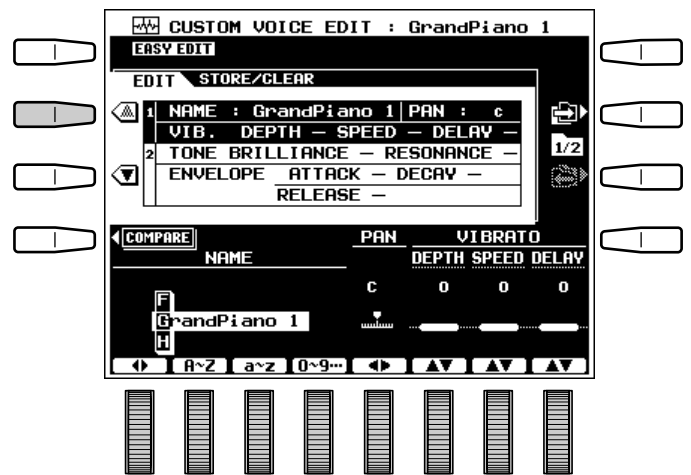 CUSTOM VOICE EDIT : GrandPiano 1
EASY EDIT
EDIT STORE/CLEAR
1 NAME : GrandPiano 1 PAN : c
VIB. DEPTH — SPEED — DELAY —
1/2
2 TONE BRILLIANCE — RESONANCE —
ENVELOPE ATTACK — DECAY —
RELEASE —
COMPARE PAN VIBRATO
NAME DEPTH SPEED DELAY
C 0 0 0
F
GrandPiano 1
H
◀▶ A~Z a~z 0~9··· ◀▶ ▲▼ ▲▼ ▲▼